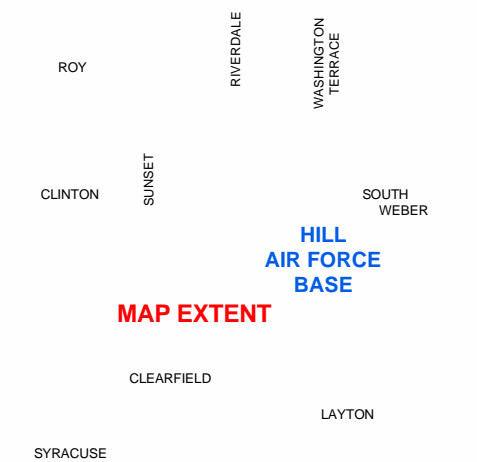 RIVERDALE
WASHINGTON
TERRACE
ROY
SUNSET
CLINTON
SOUTH
WEBER
HILL
AIR FORCE
BASE
MAP EXTENT
CLEARFIELD
LAYTON
SYRACUSE